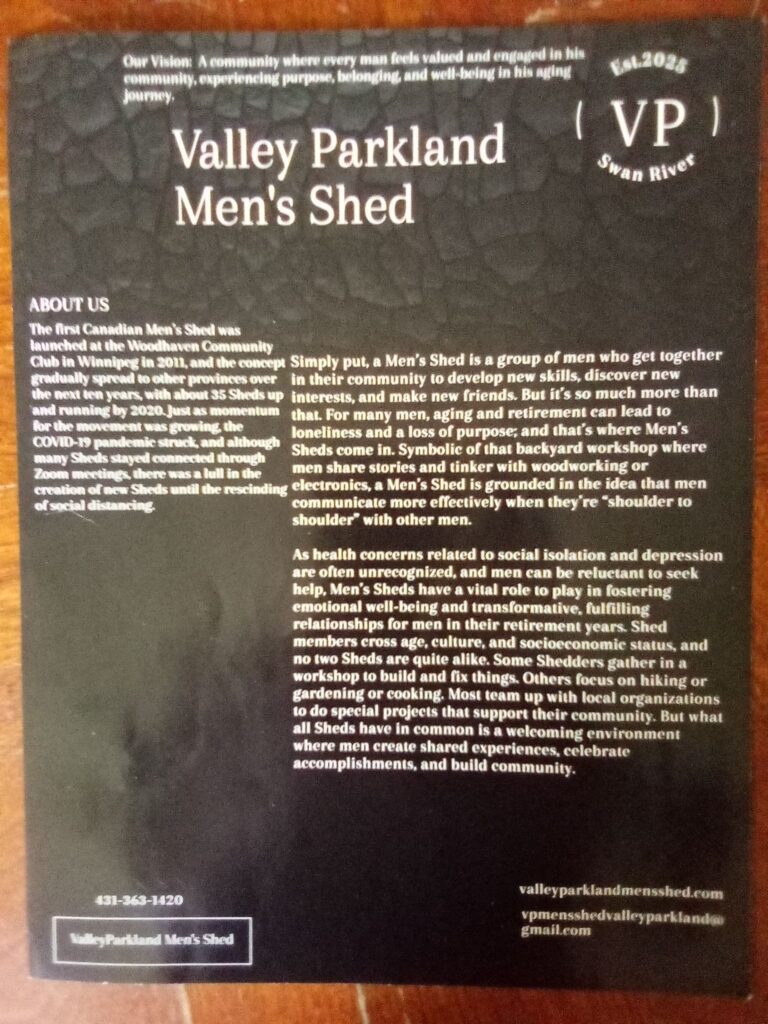 Our Vision: A community where every man feels valued and engaged in his
community, experiencing purpose, belonging, and well-being in his aging
journey.
Est.2025
( VP )
Swan River
Valley Parkland
Men's Shed
ABOUT US
The first Canadian Men's Shed was
launched at the Woodhaven Community
Club in Winnipeg in 2011, and the concept
gradually spread to other provinces over
the next ten years, with about 35 Sheds up
and running by 2020. Just as momentum
for the movement was growing, the
COVID-19 pandemic struck, and although
many Sheds stayed connected through
Zoom meetings, there was a lull in the
creation of new Sheds until the rescinding
of social distancing.
Simply put, a Men's Shed is a group of men who get together
in their community to develop new skills, discover new
interests, and make new friends. But it's so much more than
that. For many men, aging and retirement can lead to
loneliness and a loss of purpose; and that's where Men's
Sheds come in. Symbolic of that backyard workshop where
men share stories and tinker with woodworking or
electronics, a Men's Shed is grounded in the idea that men
communicate more effectively when they're "shoulder to
shoulder" with other men.
As health concerns related to social isolation and depression
are often unrecognized, and men can be reluctant to seek
help, Men's Sheds have a vital role to play in fostering
emotional well-being and transformative, fulfilling
relationships for men in their retirement years. Shed
members cross age, culture, and socioeconomic status, and
no two Sheds are quite alike. Some Shedders gather in a
workshop to build and fix things. Others focus on hiking or
gardening or cooking. Most team up with local organizations
to do special projects that support their community. But what
all Sheds have in common is a welcoming environment
where men create shared experiences, celebrate
accomplishments, and build community.
431-363-1420
ValleyParkland Men's Shed
valleyparklandmensshed.com
vpmensshedvalleyparkland@
gmail.com